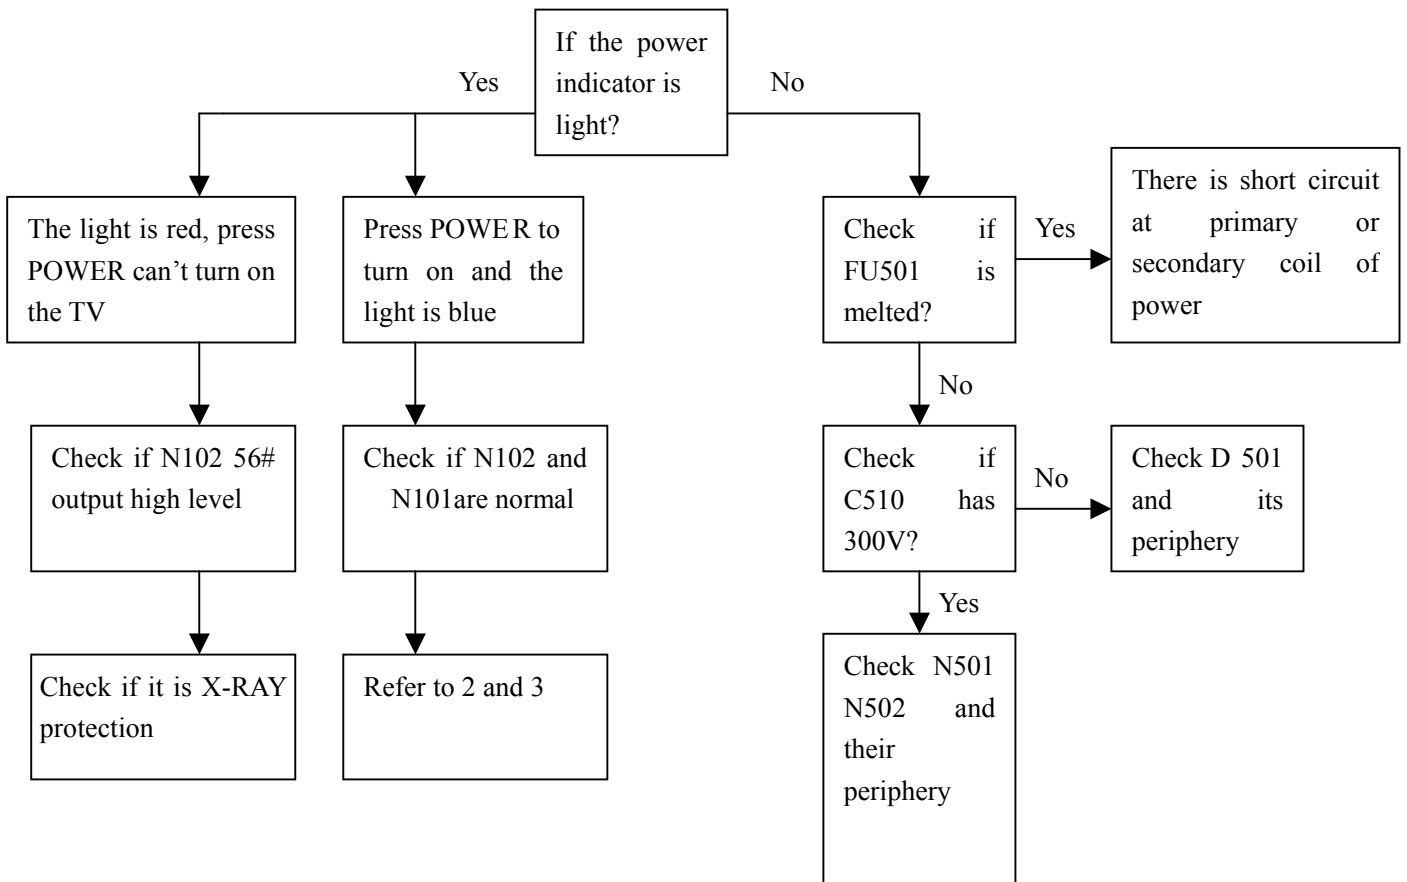 If the power
indicator is
light?
Yes
No
The light is red, press
POWER can’t turn on
the TV
Press POWER to
turn on and the
light is blue
Check if
FU501 is
melted?
Yes
There is short circuit
at primary or
secondary coil of
power
No
Check if N102 56#
output high level
Check if N102 and
N101are normal
Check if
C510 has
300V?
No
Check D 501
and its
periphery
Yes
Check if it is X-RAY
protection
Refer to 2 and 3
Check N501
N502 and
their
periphery